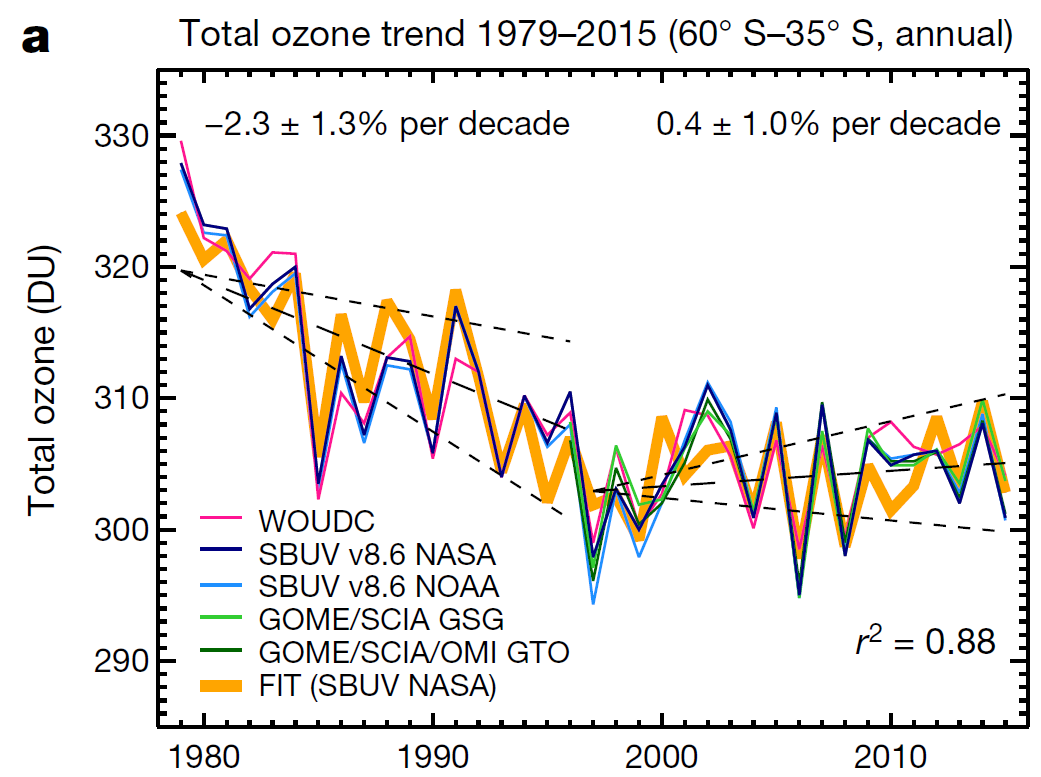 a
Total ozone trend 1979–2015 (60° S–35° S, annual)
−2.3 ± 1.3% per decade
0.4 ± 1.0% per decade
330
320
310
300
290
Total ozone (DU)
WOUDC
SBUV v8.6 NASA
SBUV v8.6 NOAA
GOME/SCIA GSG
GOME/SCIA/OMI GTO
FIT (SBUV NASA)
r² = 0.88
1980
1990
2000
2010